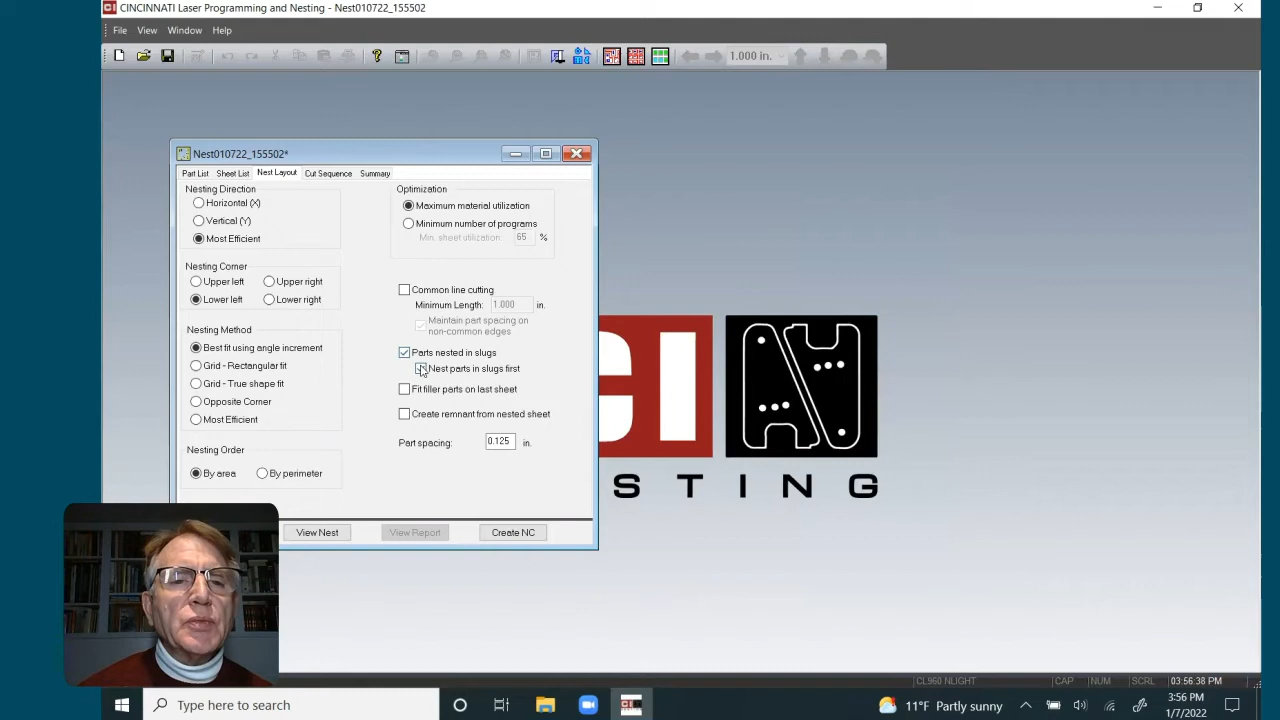 CINCINNATI Laser Programming and Nesting - Nest010722_155502
File View Window Help
1.000 in.
Nest010722_155502*
Part List Sheet List Nest Layout Cut Sequence Summary
Nesting Direction
Horizontal (X)
Vertical (Y)
Most Efficient
Nesting Corner
Upper left Upper right
Lower left Lower right
Nesting Method
Best fit using angle increment
Grid - Rectangular fit
Grid - True shape fit
Opposite Corner
Most Efficient
Nesting Order
By area By perimeter
Optimization
Maximum material utilization
Minimum number of programs
Min. sheet utilization: 65 %
Common line cutting
Minimum Length: 1.000 in.
Maintain part spacing on
non-common edges
Parts nested in slugs
Nest parts in slugs first
Fit filler parts on last sheet
Create remnant from nested sheet
Part spacing: 0.125 in.
View Nest View Report Create NC
CI
STING
CL960 NLIGHT CAP NUM SCRL 03:56:38 PM
Type here to search
11°F Partly sunny
3:56 PM
1/7/2022